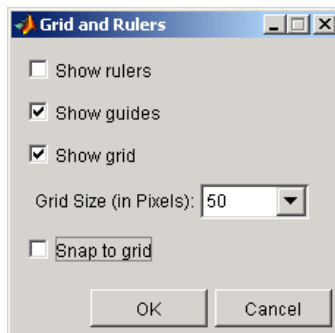 Grid and Rulers
Show rulers
Show guides
Show grid
Grid Size (in Pixels): 50
Snap to grid
OK Cancel